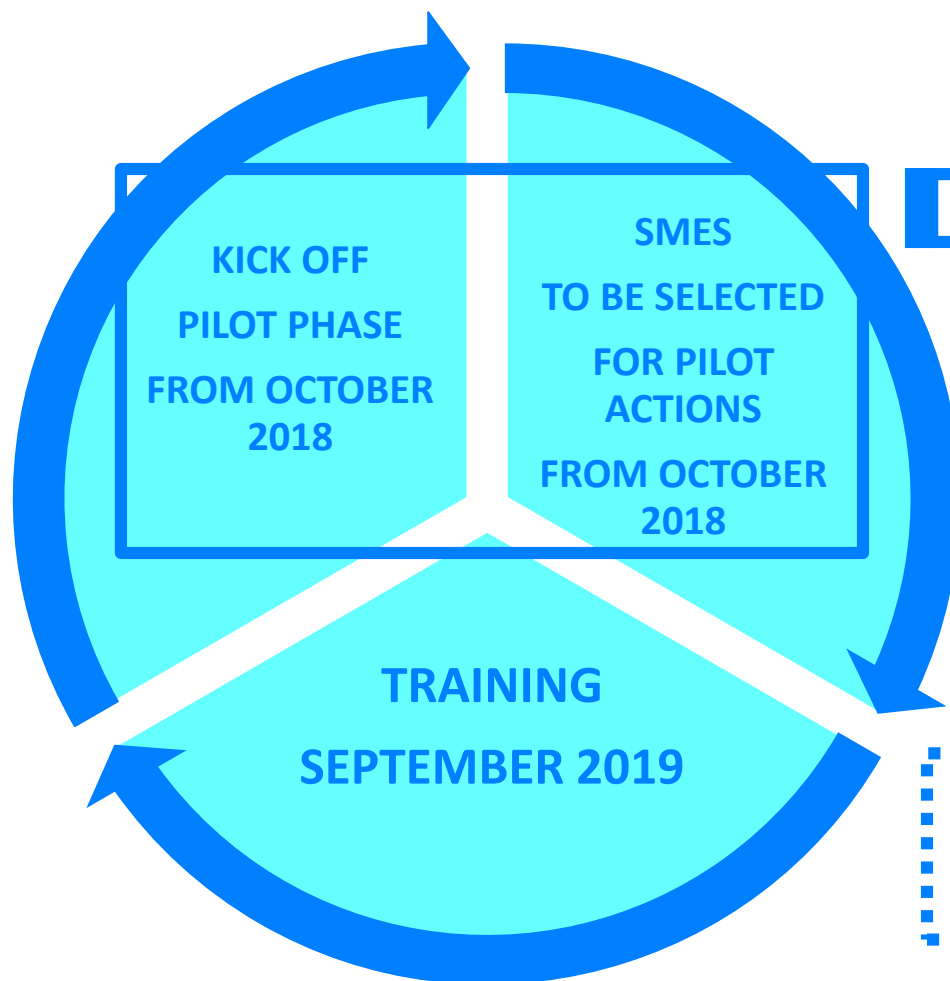 KICK OFF
PILOT PHASE
FROM OCTOBER
2018
SMES
TO BE SELECTED
FOR PILOT
ACTIONS
FROM OCTOBER
2018
TRAINING
SEPTEMBER 2019